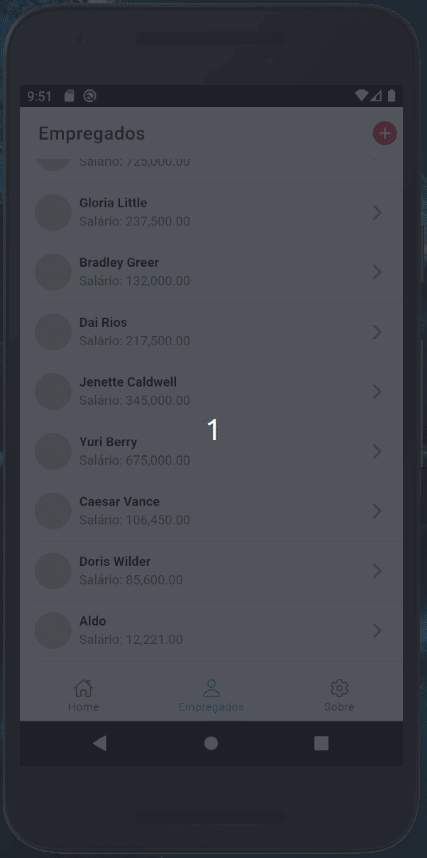 9:51
Empregados
Salário: 725,000.00
Gloria Little
Salário: 237,500.00
Bradley Greer
Salário: 132,000.00
Dai Rios
Salário: 217,500.00
Jenette Caldwell
Salário: 345,000.00
1
Yuri Berry
Salário: 675,000.00
Caesar Vance
Salário: 106,450.00
Doris Wilder
Salário: 85,600.00
Aldo
Salário: 12,221.00
Home
Empregados
Sobre